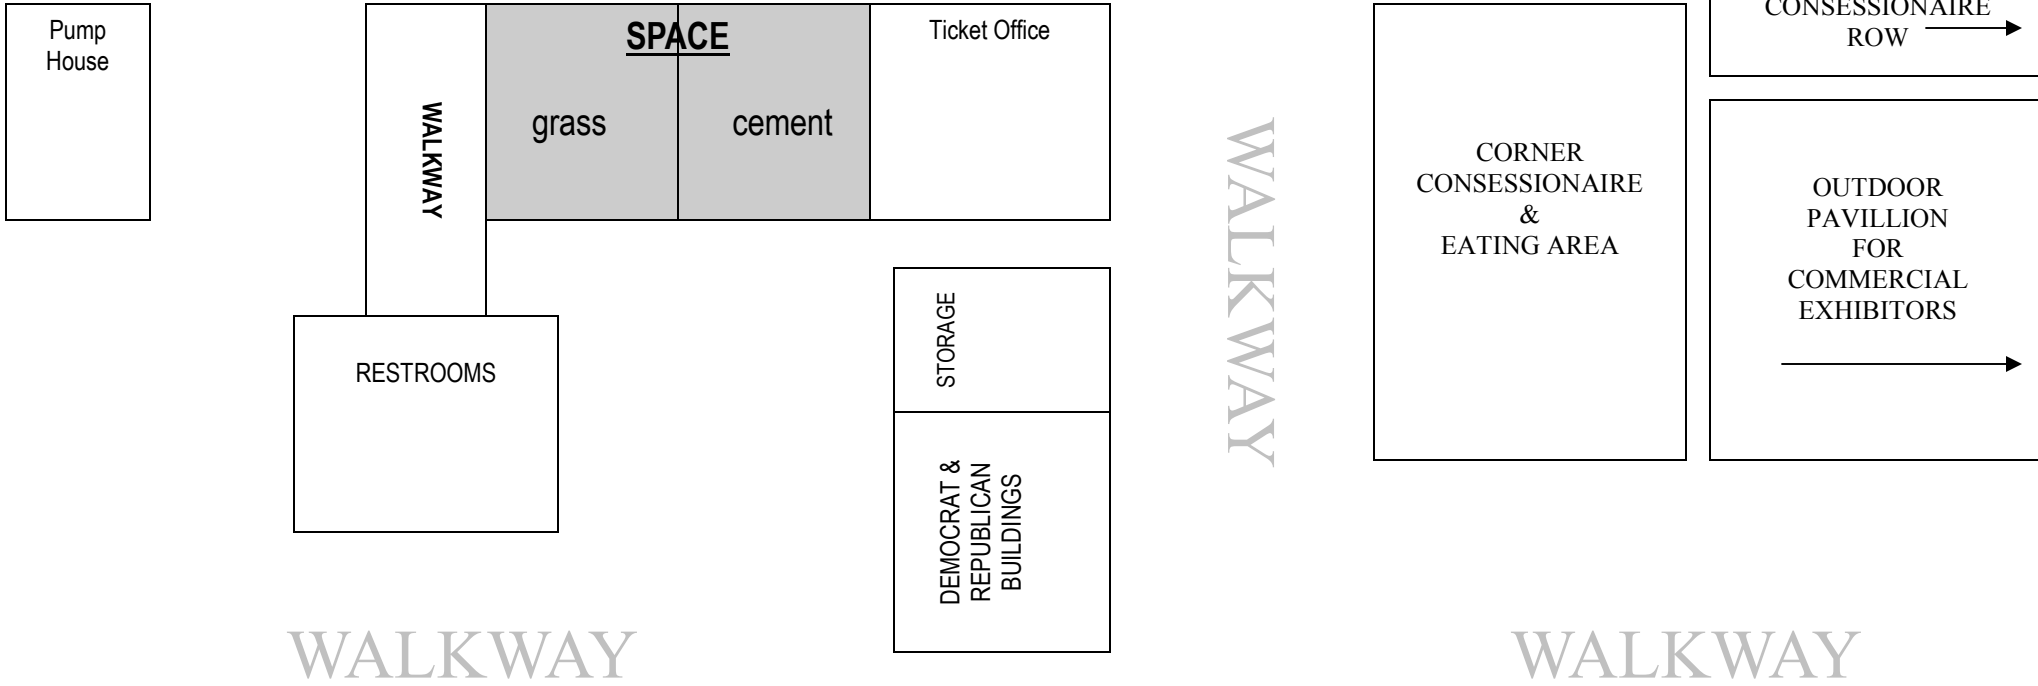 Pump
House
WALKWAY
SPACE
grass
cement
Ticket Office
RESTROOMS
STORAGE
DEMOCRAT &
REPUBLICAN
BUILDINGS
WALKWAY
WALKWAY
CORNER
CONSESSIONAIRE
&
EATING AREA
CONSESSIONAIRE
ROW
OUTDOOR
PAVILLION
FOR
COMMERCIAL
EXHIBITORS
WALKWAY